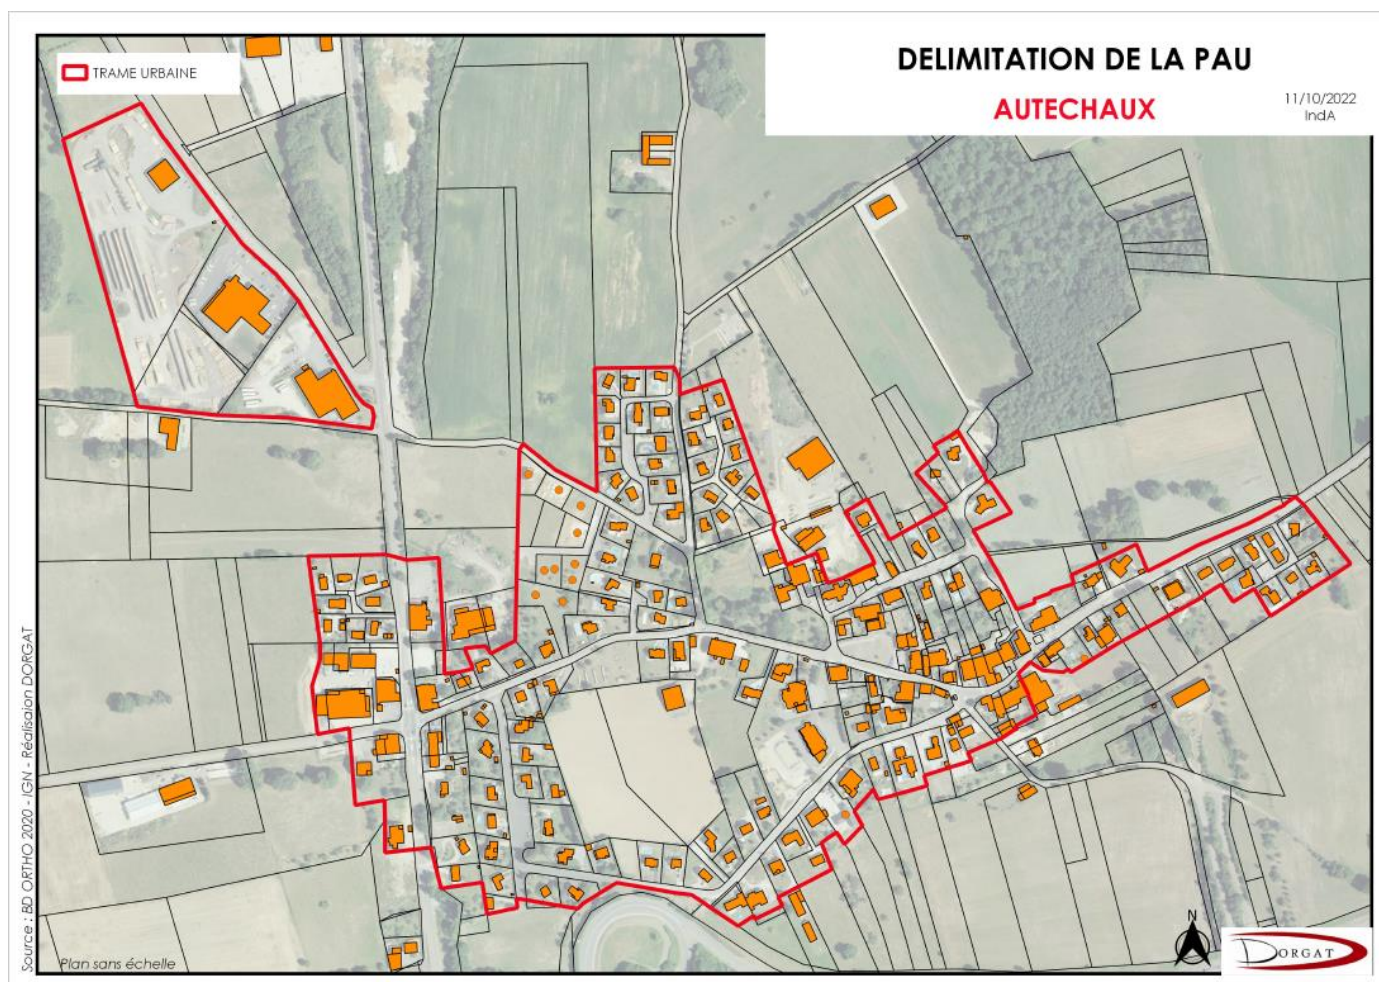 DELIMITATION DE LA PAU
AUTECHAUX
11/10/2022
IndA
TRAME URBAINE
Source : BD ORTHO 2020 - IGN - Réalisaion DORGAT
Plan sans échelle
N
DORGAT